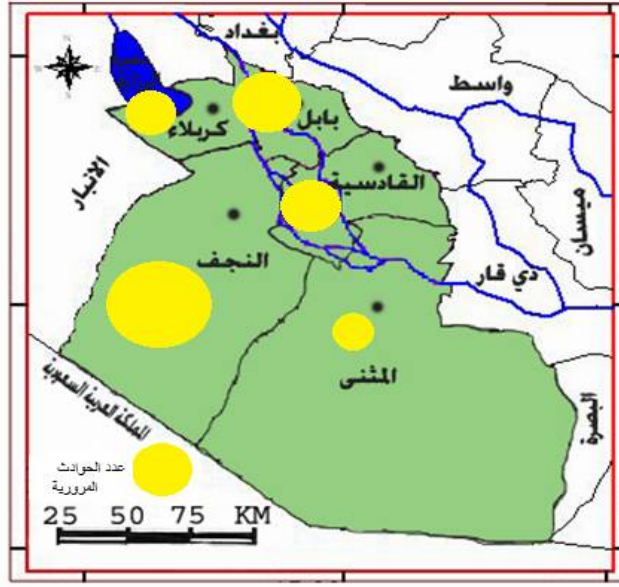 بغداد
واسط
بابل
كربلاء
الانبار
القادسية
ميسان
النجف
ذي قار
المثنى
البصرة
المملكة العربية السعودية
عدد الحوادث
المرورية
25 50 75 KM